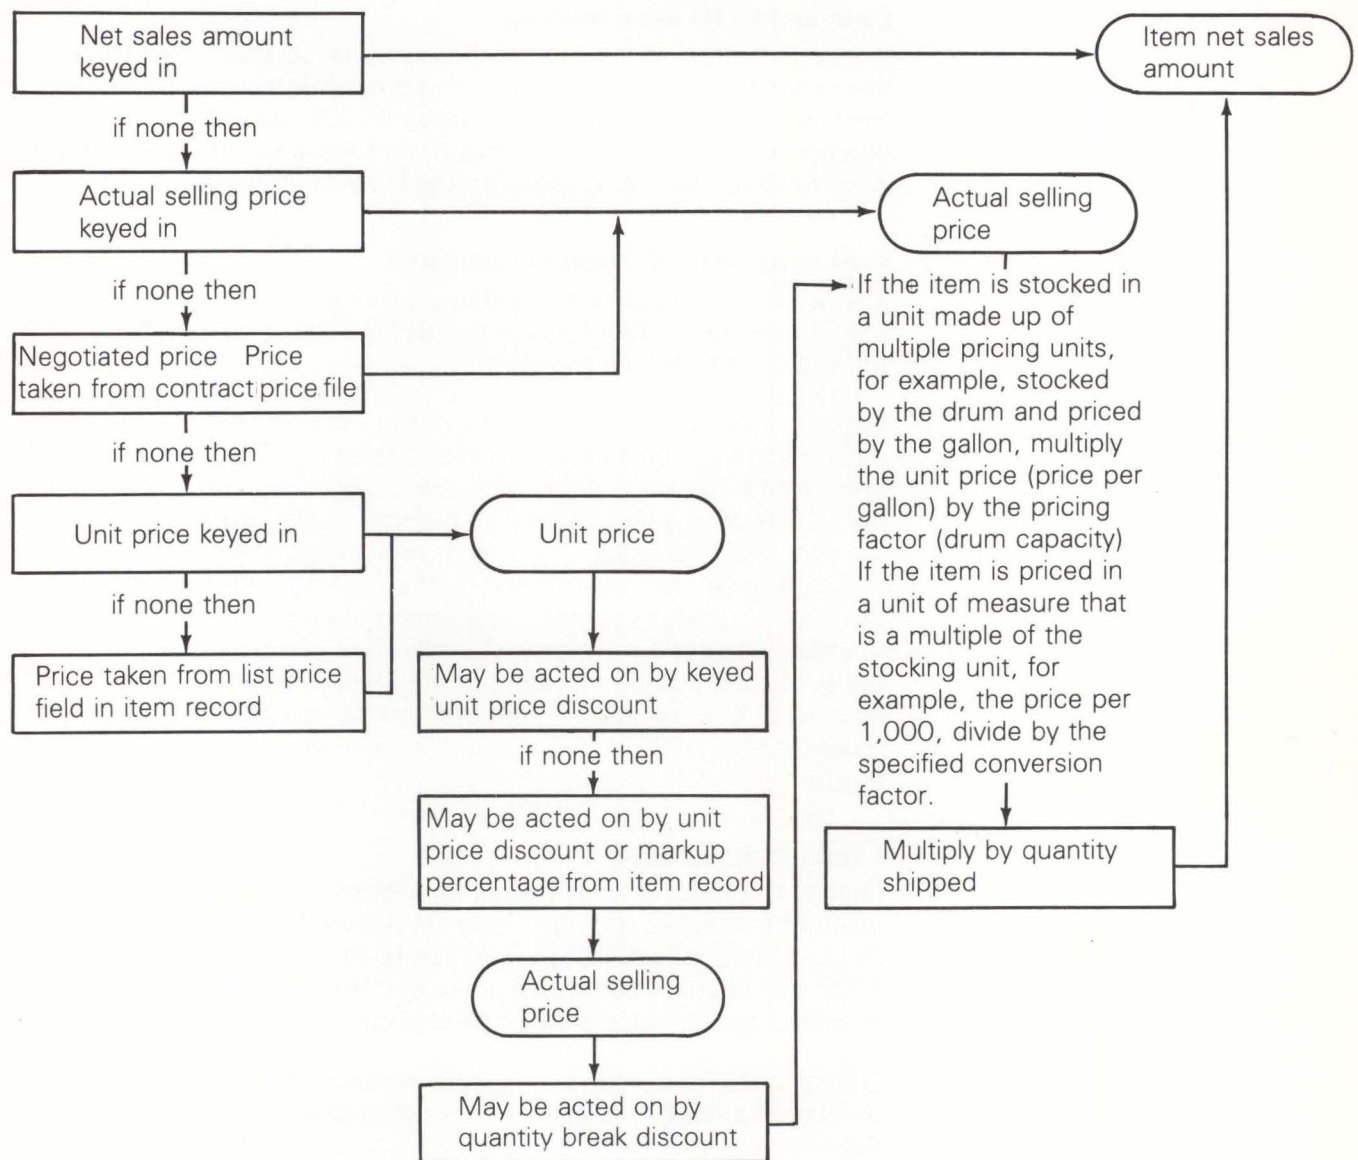 Net sales amount
keyed in
Item net sales
amount
if none then
Actual selling price
keyed in
Actual selling
price
if none then
Negotiated price Price
taken from contract price file
if none then
Unit price keyed in
Unit price
if none then
Price taken from list price
field in item record
May be acted on by keyed
unit price discount
if none then
May be acted on by unit
price discount or markup
percentage from item record
Actual selling
price
May be acted on by
quantity break discount
If the item is stocked in
a unit made up of
multiple pricing units,
for example, stocked
by the drum and priced
by the gallon, multiply
the unit price (price per
gallon) by the pricing
factor (drum capacity)
If the item is priced in
a unit of measure that
is a multiple of the
stocking unit, for
example, the price per
1,000, divide by the
specified conversion
factor.
Multiply by quantity
shipped